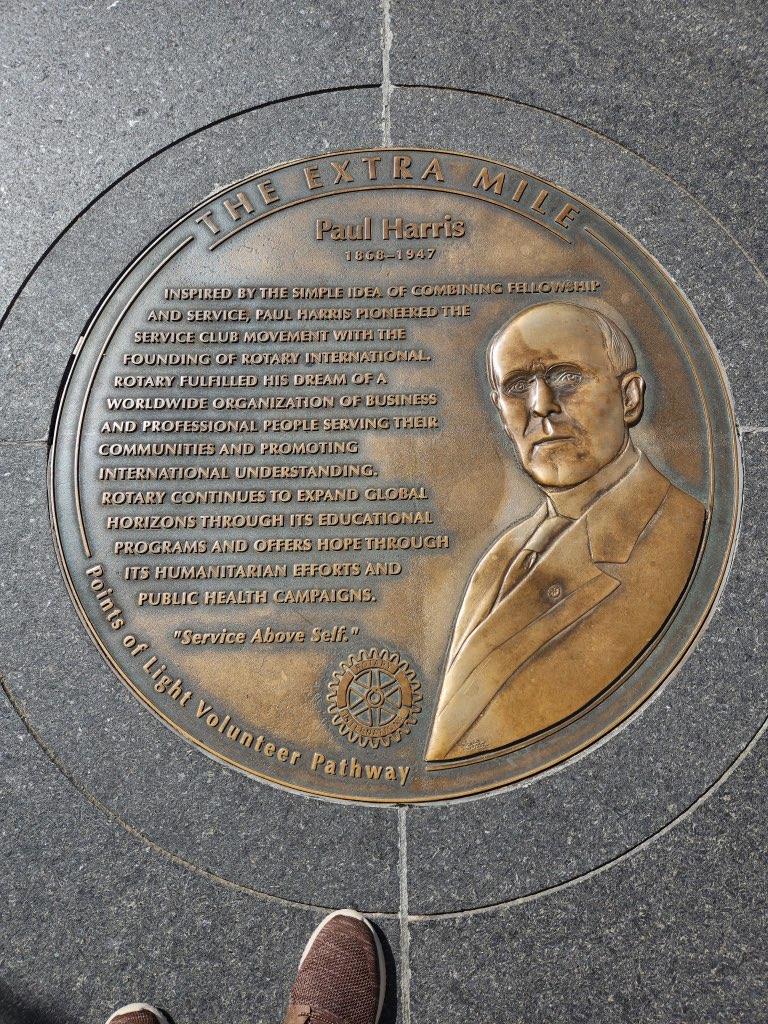 THE EXTRA MILE
Paul Harris
1868–1947
INSPIRED BY THE SIMPLE IDEA OF COMBINING FELLOWSHIP
AND SERVICE, PAUL HARRIS PIONEERED THE
SERVICE CLUB MOVEMENT WITH THE
FOUNDING OF ROTARY INTERNATIONAL.
ROTARY FULFILLED HIS DREAM OF A
WORLDWIDE ORGANIZATION OF BUSINESS
AND PROFESSIONAL PEOPLE SERVING THEIR
COMMUNITIES AND PROMOTING
INTERNATIONAL UNDERSTANDING.
ROTARY CONTINUES TO EXPAND GLOBAL
HORIZONS THROUGH ITS EDUCATIONAL
PROGRAMS AND OFFERS HOPE THROUGH
ITS HUMANITARIAN EFFORTS AND
PUBLIC HEALTH CAMPAIGNS.
"Service Above Self."
ROTARY
INTERNATIONAL
Points of Light Volunteer Pathway